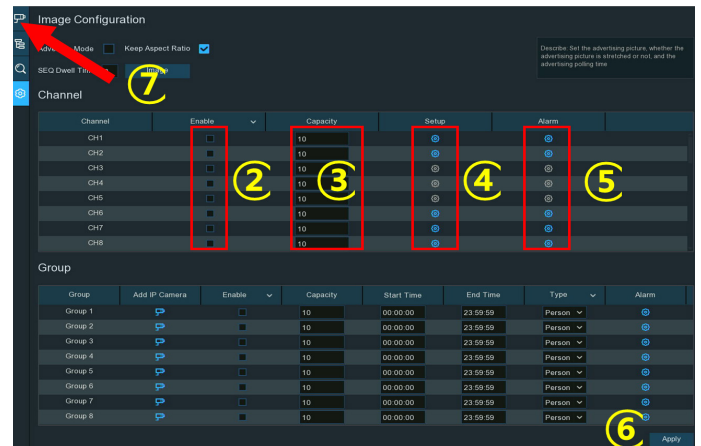 Image Configuration
Mode Keep Aspect Ratio
Describe: Set the advertising picture, whether the
advertising picture is stretched or not, and the
advertising polling time
SEQ Dwell
⑦
Channel
Channel Enable Capacity Setup Alarm
CH1 10
CH2 10
CH3 10
CH4 10
② ③ ④ ⑤
CH5 10
CH6 10
CH7 10
CH8 10
Group
Group Add IP Camera Enable Capacity Start Time End Time Type Alarm
Group 1 10 00:00:00 23:59:59 Person
Group 2 10 00:00:00 23:59:59 Person
Group 3 10 00:00:00 23:59:59 Person
Group 4 10 00:00:00 23:59:59 Person
Group 5 10 00:00:00 23:59:59 Person
Group 6 10 00:00:00 23:59:59 Person
Group 7 10 00:00:00 23:59:59 Person
Group 8 10 00:00:00 23:59:59 Person
⑥
Apply